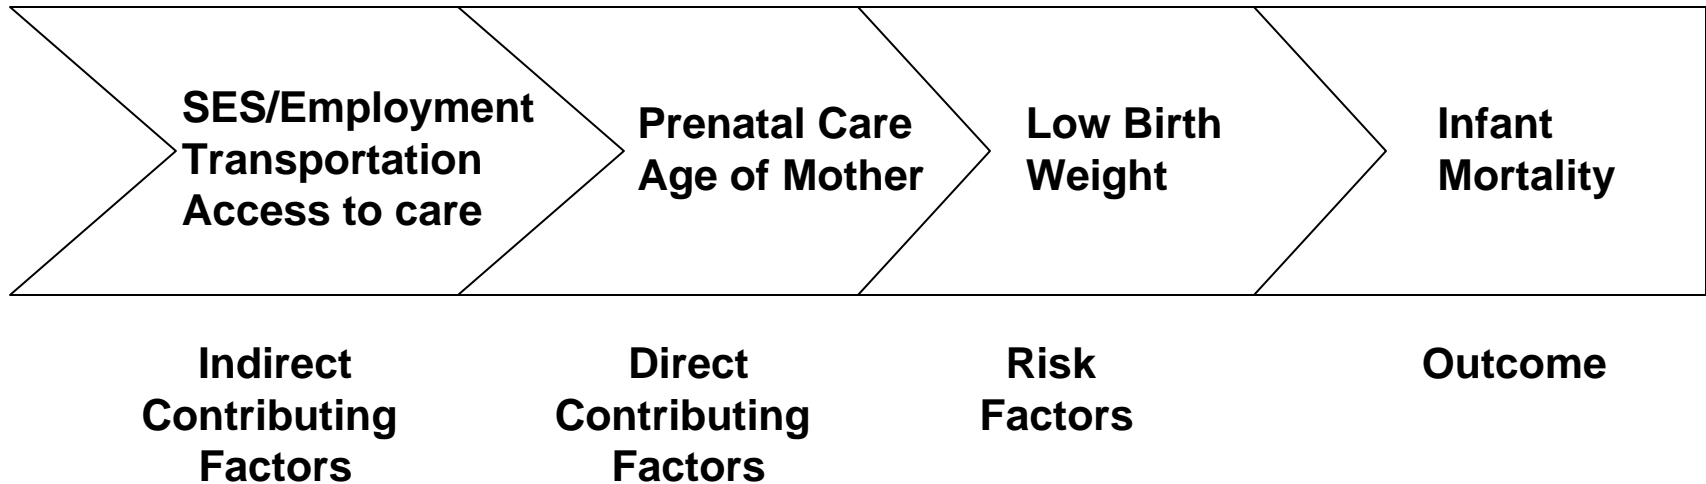 SES/Employment
Transportation
Access to care
Prenatal Care
Age of Mother
Low Birth
Weight
Infant
Mortality
Indirect
Contributing
Factors
Direct
Contributing
Factors
Risk
Factors
Outcome